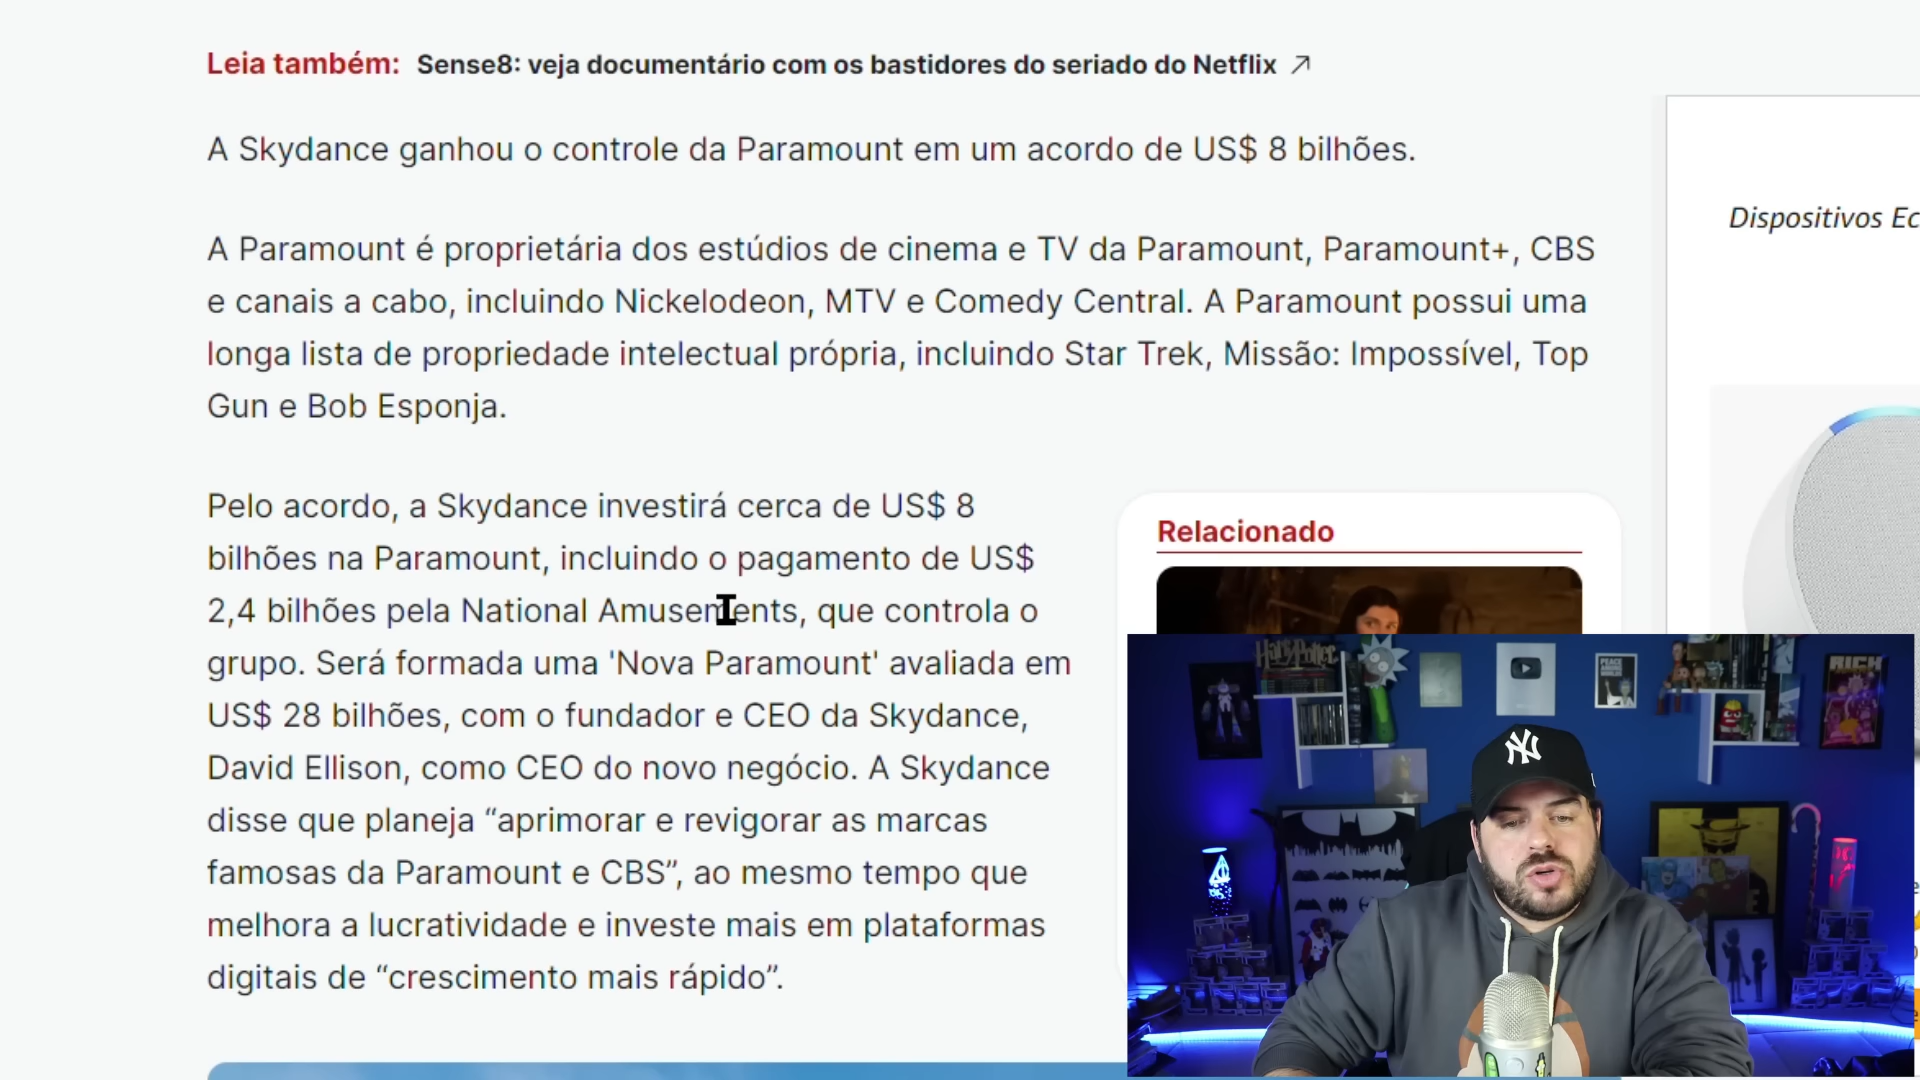 Leia também: Sense8: veja documentário com os bastidores do seriado do Netflix
A Skydance ganhou o controle da Paramount em um acordo de US$ 8 bilhões.
A Paramount é proprietária dos estúdios de cinema e TV da Paramount, Paramount+, CBS
e canais a cabo, incluindo Nickelodeon, MTV e Comedy Central. A Paramount possui uma
longa lista de propriedade intelectual própria, incluindo Star Trek, Missão: Impossível, Top
Gun e Bob Esponja.
Pelo acordo, a Skydance investirá cerca de US$ 8
bilhões na Paramount, incluindo o pagamento de US$
2,4 bilhões pela National Amusements, que controla o
grupo. Será formada uma 'Nova Paramount' avaliada em
US$ 28 bilhões, com o fundador e CEO da Skydance,
David Ellison, como CEO do novo negócio. A Skydance
disse que planeja “aprimorar e revigorar as marcas
famosas da Paramount e CBS”, ao mesmo tempo que
melhora a lucratividade e investe mais em plataformas
digitais de “crescimento mais rápido”.
Relacionado
Dispositivos Ec
Harry Potter
PEACE
AMONG
WORLDS
RICK
NY